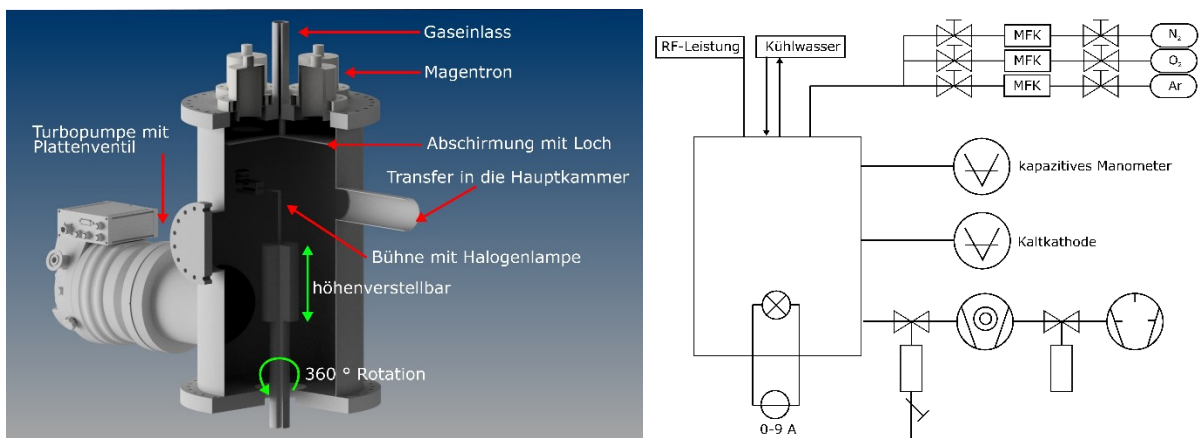 Gaseinlass
Magentron
Turbopumpe mit
Plattenventil
Abschirmung mit Loch
Transfer in die Hauptkammer
Bühne mit Halogenlampe
höhenverstellbar
360 ° Rotation
RF-Leistung
Kühlwasser
MFK
N₂
MFK
O₂
MFK
Ar
kapazitives Manometer
Kaltkathode
0-9 A